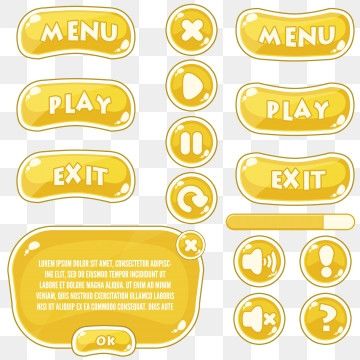 MENU
MENU
PLAY
PLAY
EXIT
EXIT
LOREM IPSUM DOLOR SIT AMET, CONSECTETUR ADIPISCING
ELIT. SED DO EIUSMOD TEMPOR INCIDIDUNT UT
LABORE ET DOLORE MAGNA ALIQUA. UT ENIM AD MINIM
VENIAM, QUIS NOSTRUD EXERCITATION ULLAMCO LABORIS
NISI UT ALIQUIP EX EA COMMODO CONSEQUAT. DUIS AUTE
!
?
OK